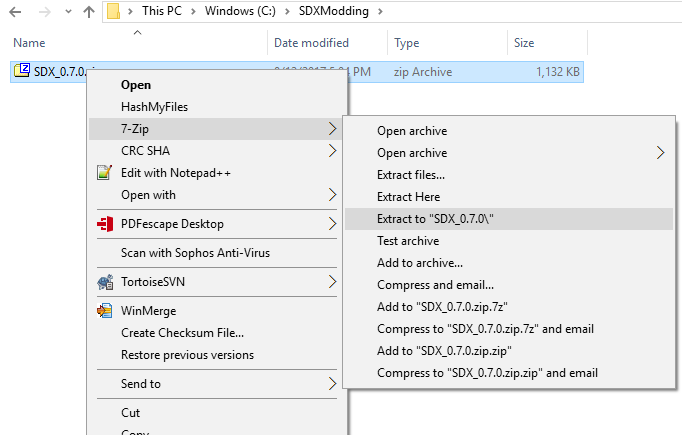 This PC > Windows (C:) > SDXModding >
Name Date modified Type Size
SDX_0.7.0 PM zip Archive 1,132 KB
Open
HashMyFiles
7-Zip
CRC SHA
Edit with Notepad++
Open with
PDFescape Desktop
Scan with Sophos Anti-Virus
TortoiseSVN
WinMerge
Create Checksum File...
Restore previous versions
Send to
Cut
Copy
Open archive
Open archive
Extract files...
Extract Here
Extract to "SDX_0.7.0\"
Test archive
Add to archive...
Compress and email...
Add to "SDX_0.7.0.zip.7z"
Compress to "SDX_0.7.0.zip.7z" and email
Add to "SDX_0.7.0.zip.zip"
Compress to "SDX_0.7.0.zip.zip" and email